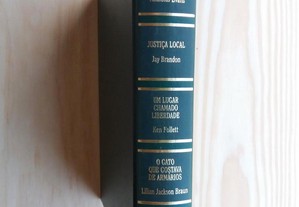 JUSTIÇA LOCAL
Jay Brandon
UM LUGAR
CHAMADO
LIBERDADE
Ken Follett
O GATO
QUE GOSTAVA
DE ARMÁRIOS
Lilian Jackson Braun